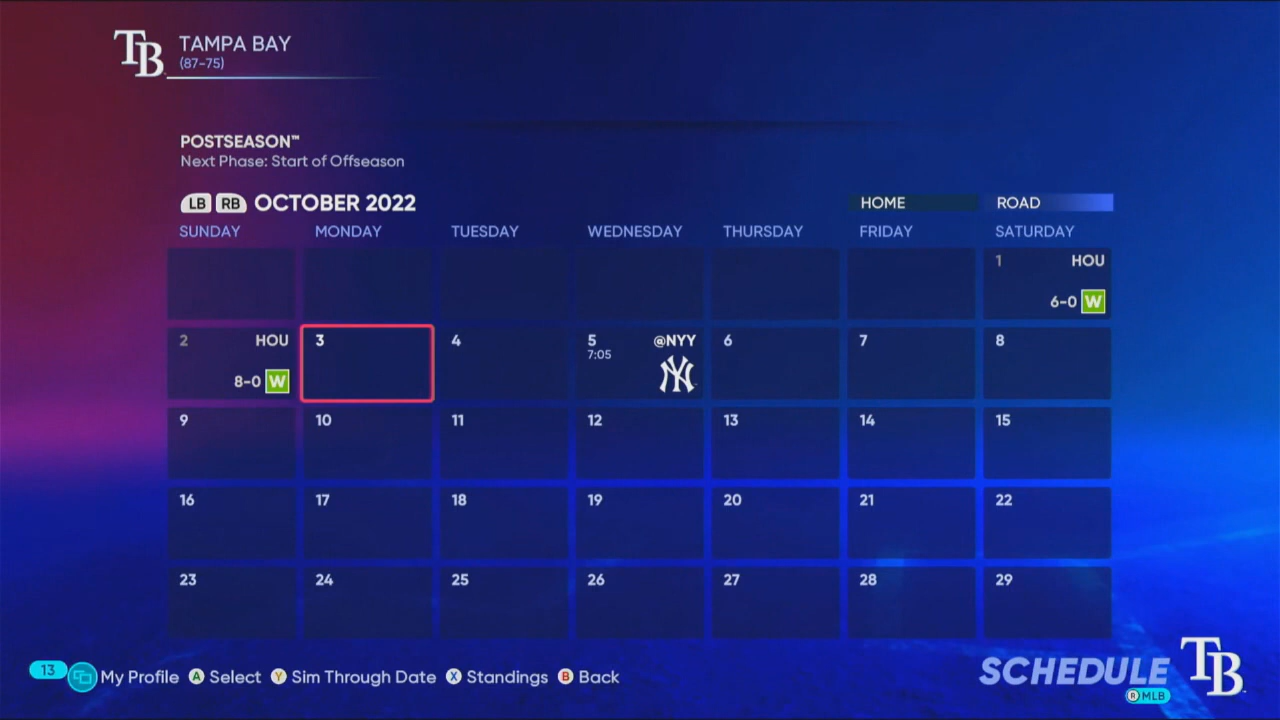 TB TAMPA BAY
(87-75)
POSTSEASON™
Next Phase: Start of Offseason
LB RB OCTOBER 2022 HOME ROAD
SUNDAY MONDAY TUESDAY WEDNESDAY THURSDAY FRIDAY SATURDAY
1 HOU
6-0 W
2 HOU 3 4 5 @NYY 6 7 8
7:05 NY
8-0 W
9 10 11 12 13 14 15
16 17 18 19 20 21 22
23 24 25 26 27 28 29
13 My Profile A Select Y Sim Through Date X Standings B Back
SCHEDULE TB
R MLB